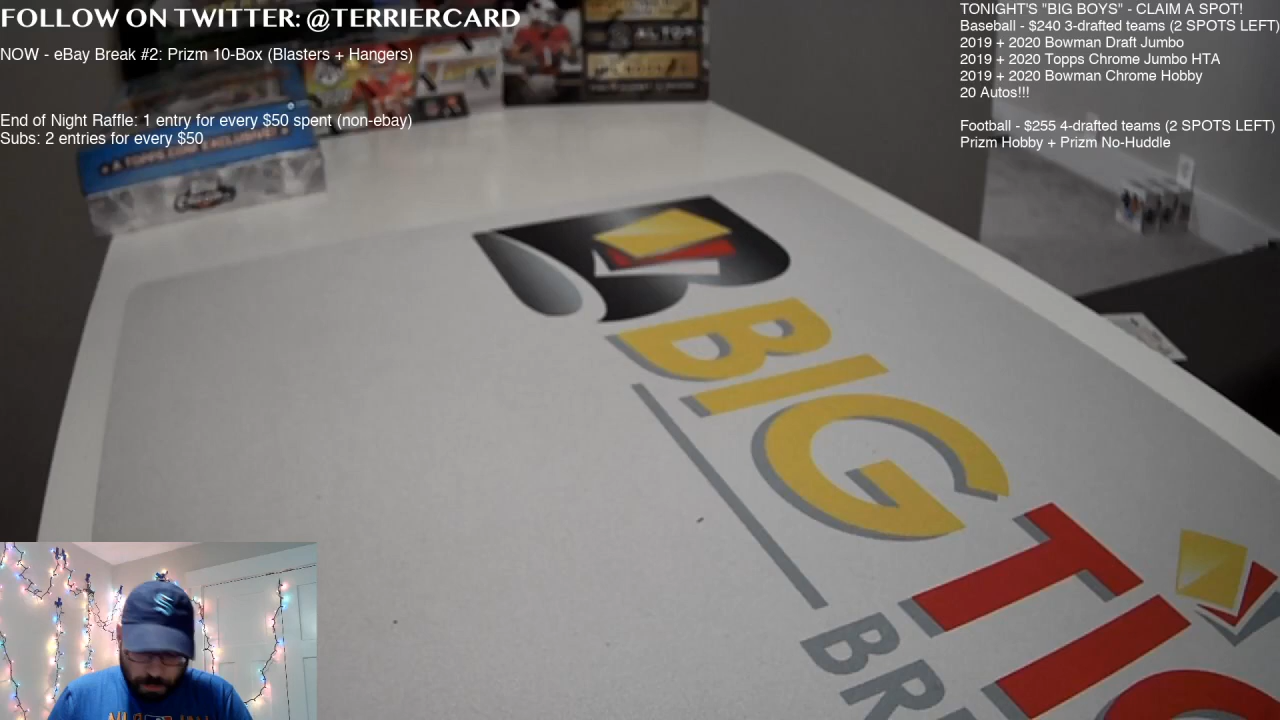 FOLLOW ON TWITTER: @TERRIERCARD
NOW - eBay Break #2: Prizm 10-Box (Blasters + Hangers)
End of Night Raffle: 1 entry for every $50 spent (non-ebay)
Subs: 2 entries for every $50
TONIGHT'S "BIG BOYS" - CLAIM A SPOT!
Baseball - $240 3-drafted teams (2 SPOTS LEFT)
2019 + 2020 Bowman Draft Jumbo
2019 + 2020 Topps Chrome Jumbo HTA
2019 + 2020 Bowman Chrome Hobby
20 Autos!!!
Football - $255 4-drafted teams (2 SPOTS LEFT)
Prizm Hobby + Prizm No-Huddle
BIG